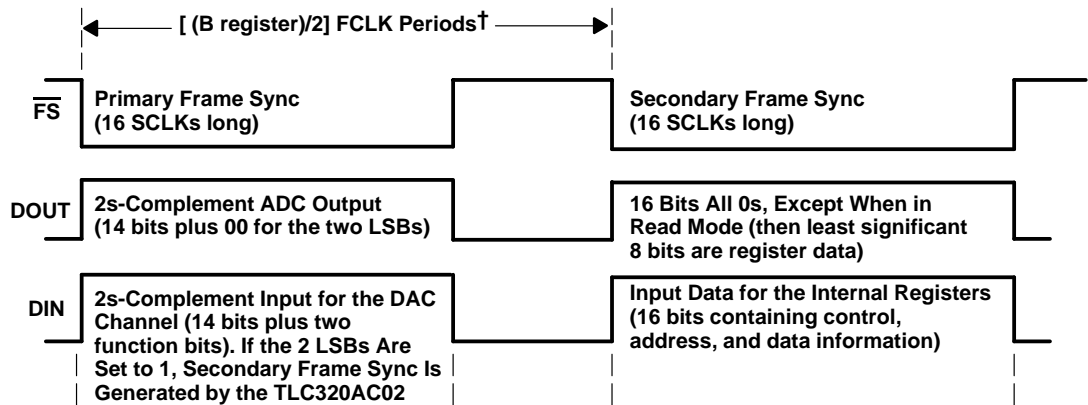 [ (B register)/2] FCLK Periods†
FS
Primary Frame Sync
(16 SCLKs long)
Secondary Frame Sync
(16 SCLKs long)
DOUT
2s-Complement ADC Output
(14 bits plus 00 for the two LSBs)
16 Bits All 0s, Except When in
Read Mode (then least significant
8 bits are register data)
DIN
2s-Complement Input for the DAC
Channel (14 bits plus two
function bits). If the 2 LSBs Are
Set to 1, Secondary Frame Sync Is
Generated by the TLC320AC02
Input Data for the Internal Registers
(16 bits containing control,
address, and data information)